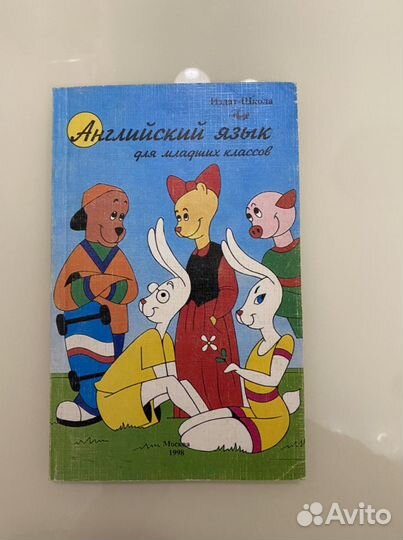 Издат-Школа
Английский язык
для младших классов
Москва
1998
Avito